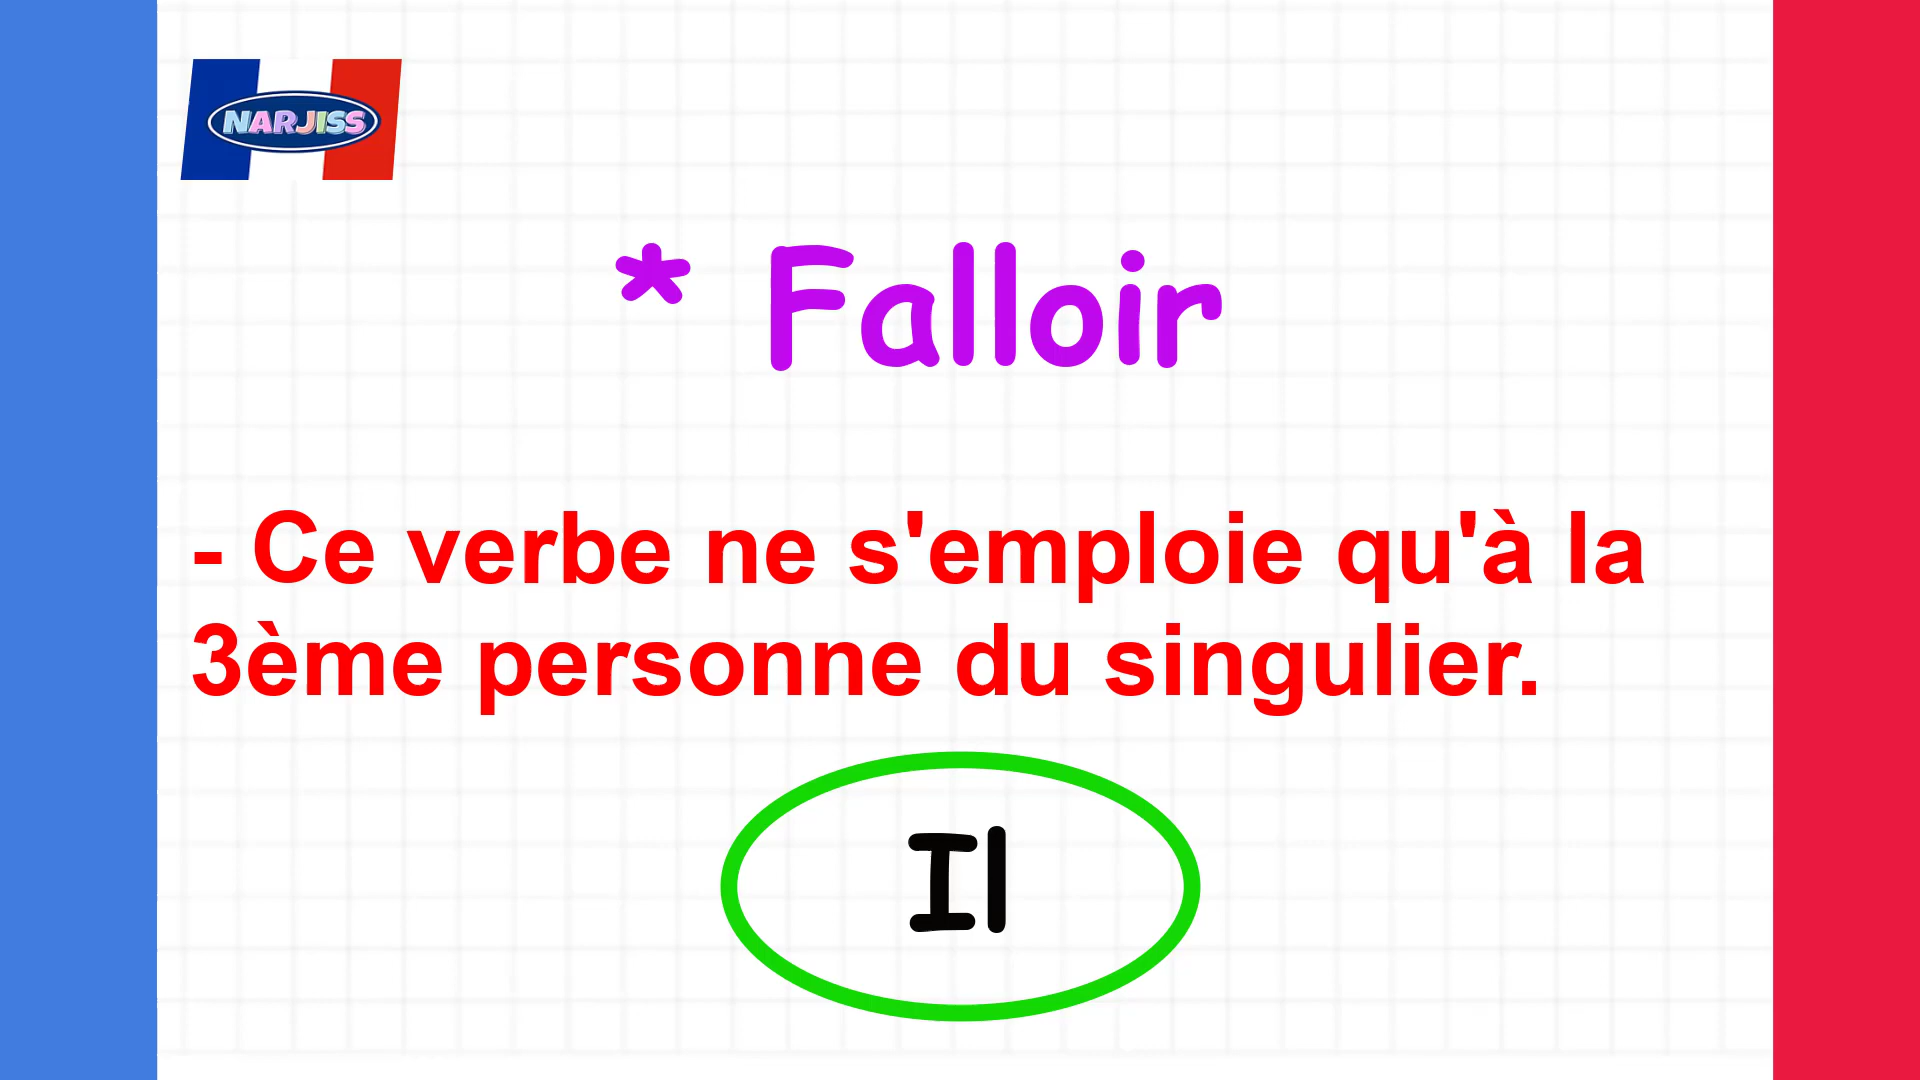 NARJISS
* Falloir
- Ce verbe ne s'emploie qu'à la
3ème personne du singulier.
Il